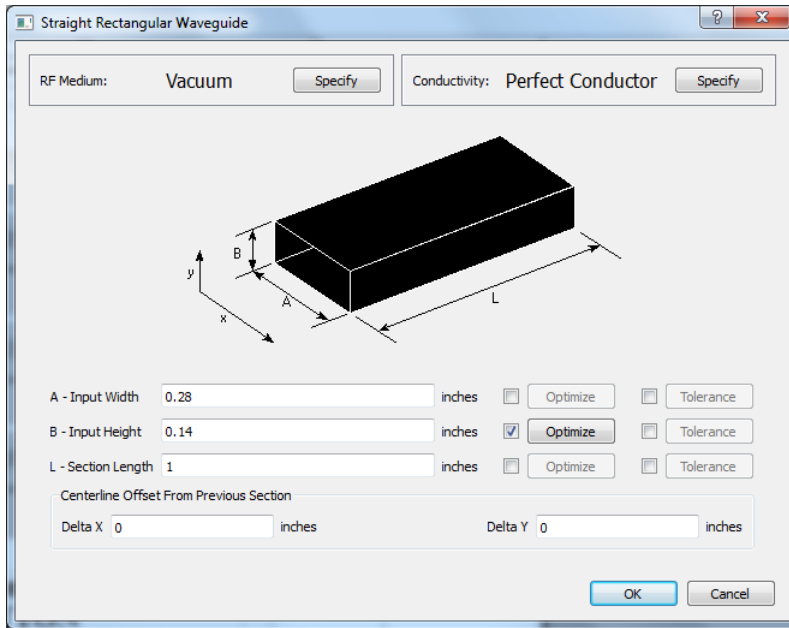 Straight Rectangular Waveguide
RF Medium: Vacuum Specify
Conductivity: Perfect Conductor Specify
B
y
A
x
L
A - Input Width 0.28 inches Optimize Tolerance
B - Input Height 0.14 inches Optimize Tolerance
L - Section Length 1 inches Optimize Tolerance
Centerline Offset From Previous Section
Delta X 0 inches Delta Y 0 inches
OK Cancel